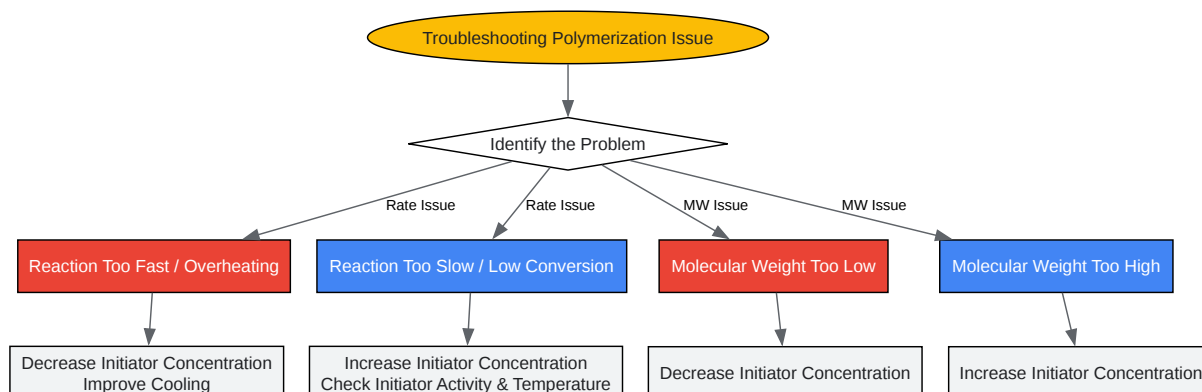 Troubleshooting Polymerization Issue
Identify the Problem
Rate Issue
Rate Issue
MW Issue
MW Issue
Reaction Too Fast / Overheating
Reaction Too Slow / Low Conversion
Molecular Weight Too Low
Molecular Weight Too High
Decrease Initiator Concentration
Improve Cooling
Increase Initiator Concentration
Check Initiator Activity & Temperature
Decrease Initiator Concentration
Increase Initiator Concentration